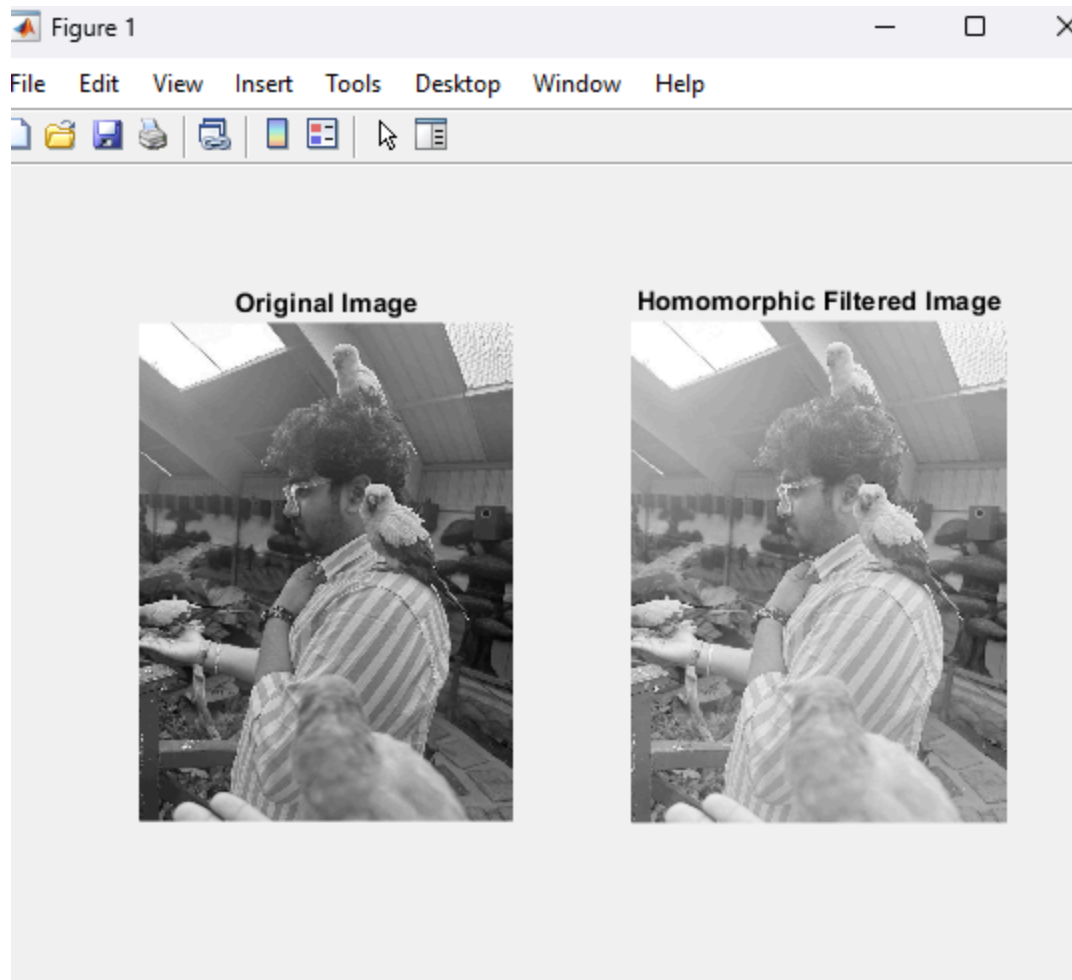 Figure 1
File Edit View Insert Tools Desktop Window Help
Original Image
Homomorphic Filtered Image